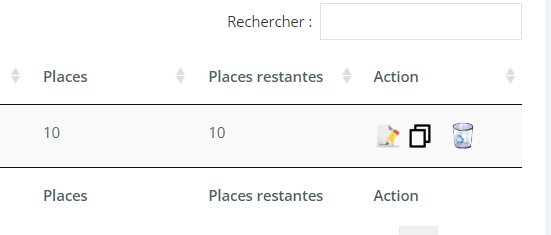 Rechercher :
Places Places restantes Action
10 10
Places Places restantes Action